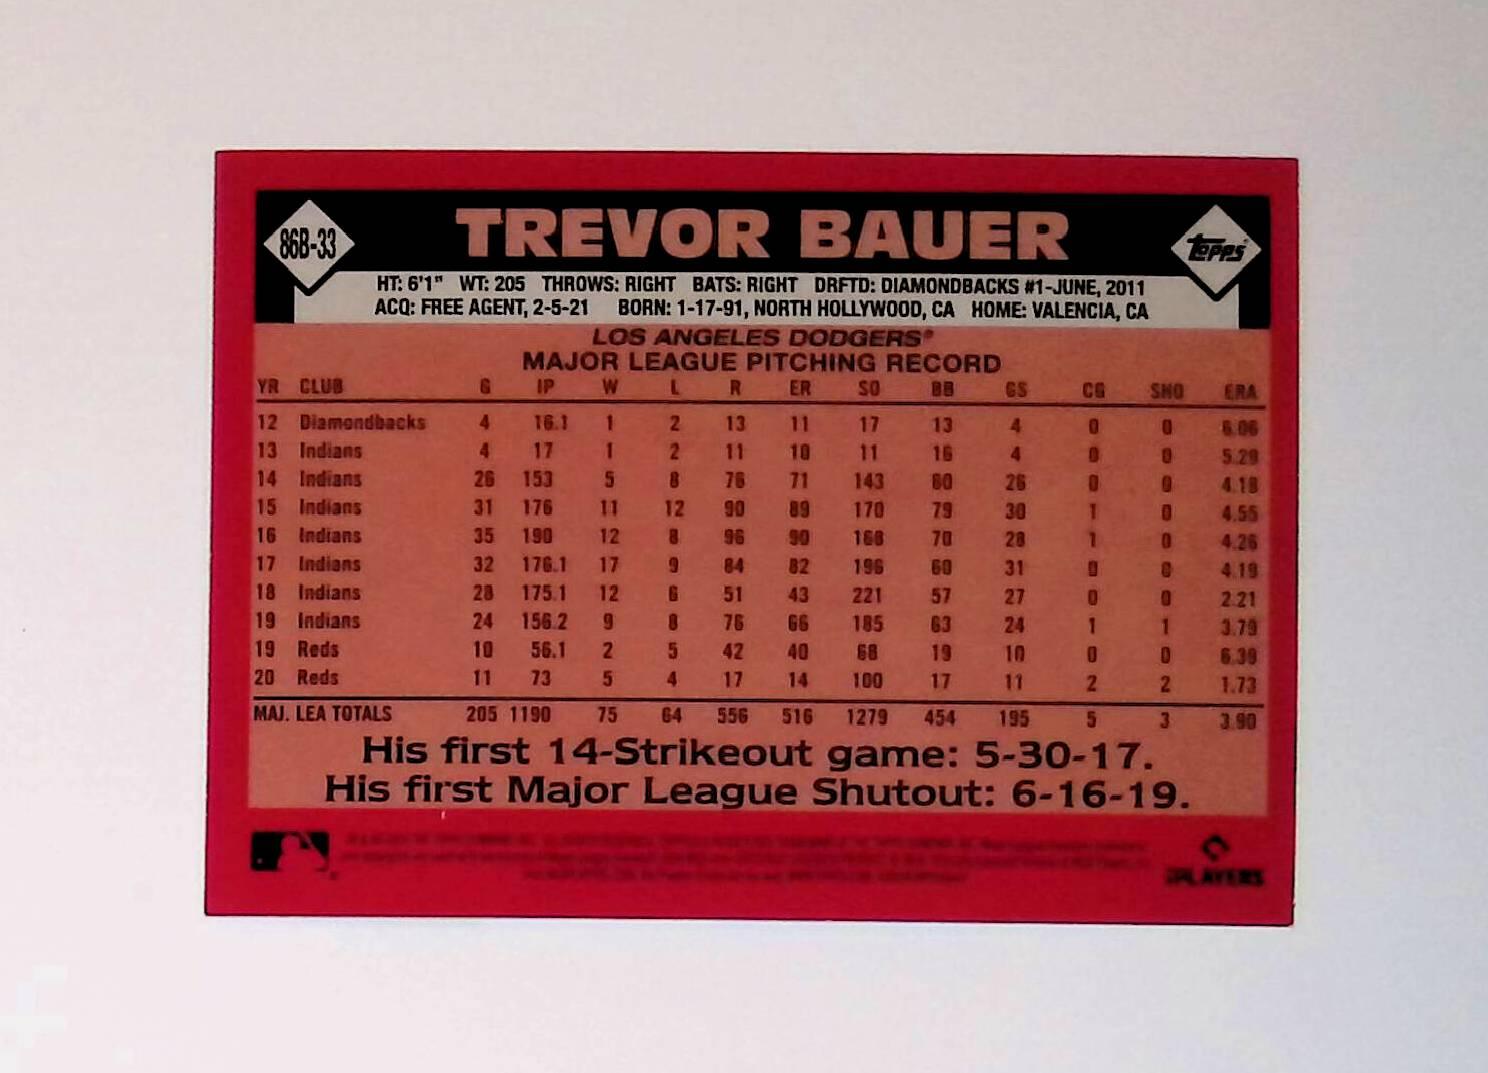 86B-33
TREVOR BAUER
Topps
HT: 6'1" WT: 205 THROWS: RIGHT BATS: RIGHT DRFTD: DIAMONDBACKS #1-JUNE, 2011
ACQ: FREE AGENT, 2-5-21 BORN: 1-17-91, NORTH HOLLYWOOD, CA HOME: VALENCIA, CA
LOS ANGELES DODGERS®
MAJOR LEAGUE PITCHING RECORD
YR CLUB G IP W L R ER SO BB GS CG SHO ERA
12 Diamondbacks 4 16.1 1 2 13 11 17 13 4 0 0 6.06
13 Indians 4 17 1 2 11 10 11 16 4 0 0 5.29
14 Indians 26 153 5 8 76 71 143 60 26 0 0 4.18
15 Indians 31 176 11 12 90 89 170 79 30 1 0 4.55
16 Indians 35 190 12 8 96 90 168 70 28 1 0 4.26
17 Indians 32 176.1 17 9 84 82 196 60 31 0 0 4.19
18 Indians 28 175.1 12 6 51 43 221 57 27 0 0 2.21
19 Indians 24 156.2 9 8 76 66 185 63 24 1 1 3.79
19 Reds 10 56.1 2 5 42 40 68 19 10 0 0 6.39
20 Reds 11 73 5 4 17 14 100 17 11 2 2 1.73
MAJ. LEA TOTALS 205 1190 75 64 556 516 1279 454 195 5 3 3.90
His first 14-Strikeout game: 5-30-17.
His first Major League Shutout: 6-16-19.
PLAYERS